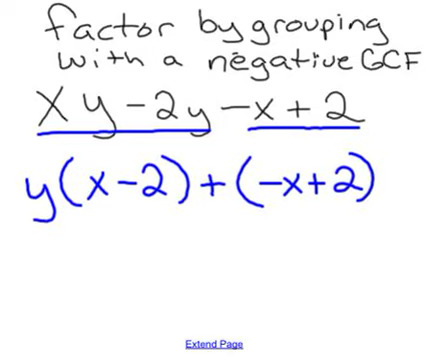 factor by grouping
with a negative GCF
xy - 2y - x + 2
y(x - 2) + (-x + 2)
Extend Page